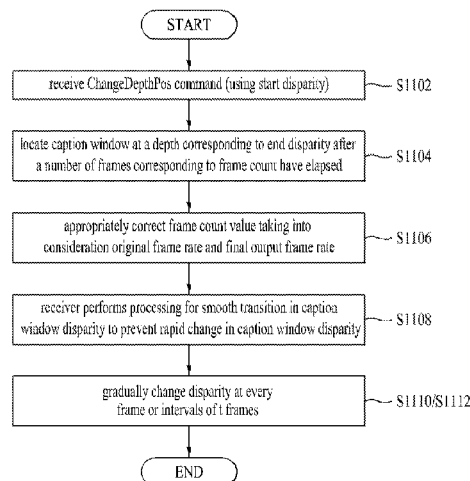 START
receive ChangeDepthPos command (using start disparity)
S1102
locate caption window at a depth corresponding to end disparity after
a number of frames corresponding to frame count have elapsed
S1104
appropriately correct frame count value taking into
consideration original frame rate and final output frame rate
S1106
receiver performs processing for smooth transition in caption
window disparity to prevent rapid change in caption window disparity
S1108
gradually change disparity at every
frame or intervals of t frames
S1110/S1112
END